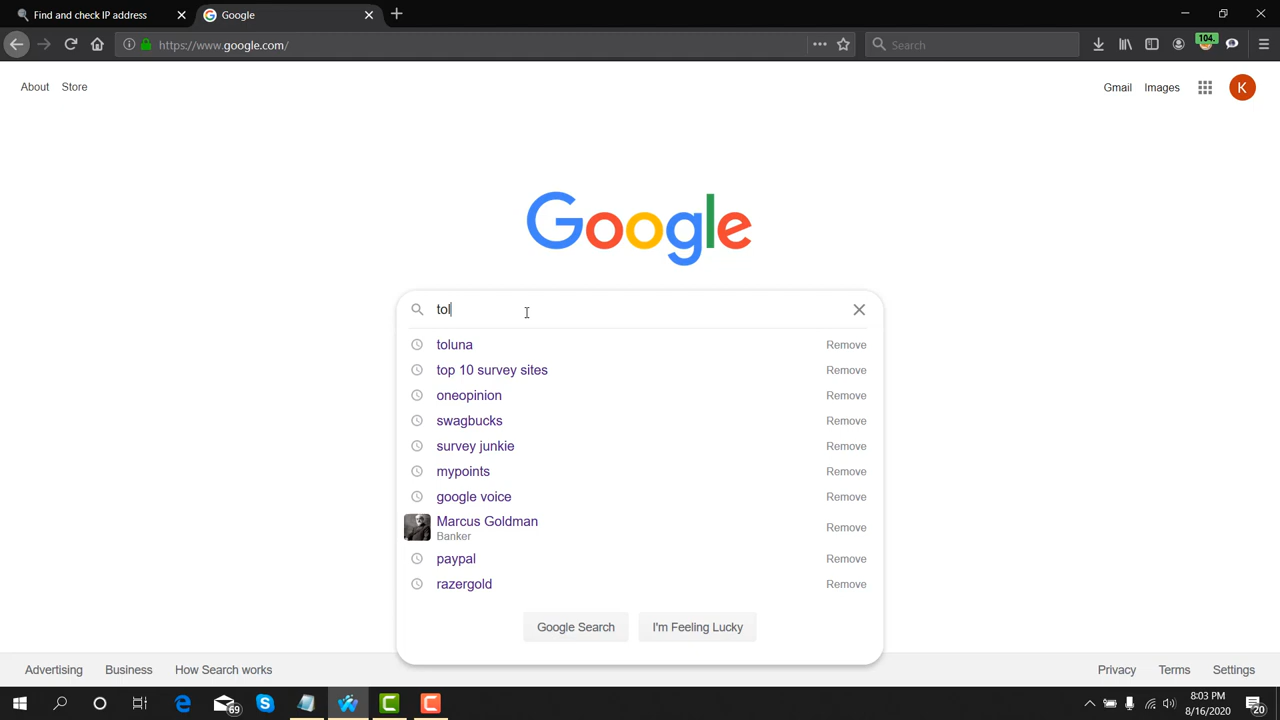 Find and check IP address
Google
https://www.google.com/
Search
104.
About
Store
Gmail
Images
K
Google
tol
toluna
Remove
top 10 survey sites
Remove
oneopinion
Remove
swagbucks
Remove
survey junkie
Remove
mypoints
Remove
google voice
Remove
Marcus Goldman
Banker
Remove
paypal
Remove
razergold
Remove
Google Search
I'm Feeling Lucky
Advertising
Business
How Search works
Privacy
Terms
Settings
69
8:03 PM
8/16/2020
20